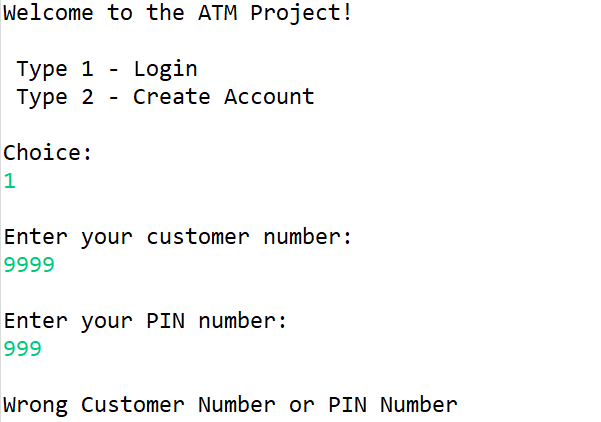 Welcome to the ATM Project!
Type 1 - Login
Type 2 - Create Account
Choice:
1
Enter your customer number:
9999
Enter your PIN number:
999
Wrong Customer Number or PIN Number